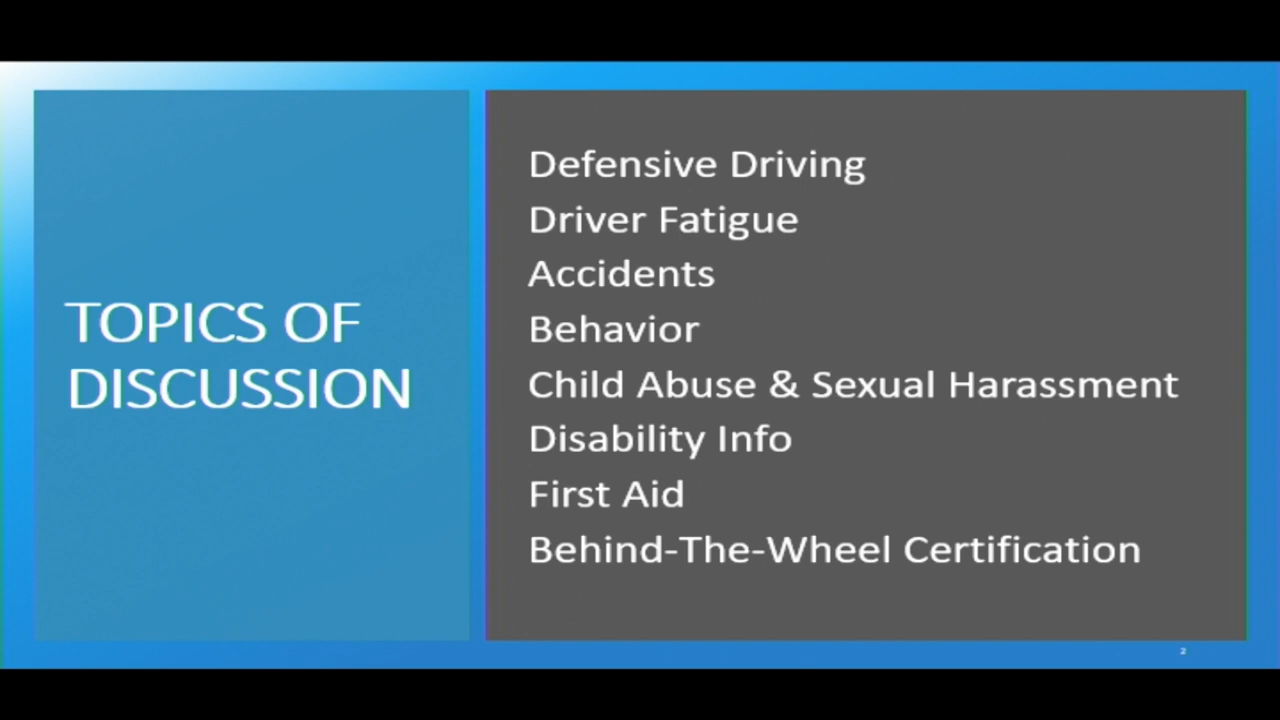 TOPICS OF
DISCUSSION
Defensive Driving
Driver Fatigue
Accidents
Behavior
Child Abuse & Sexual Harassment
Disability Info
First Aid
Behind-The-Wheel Certification
2